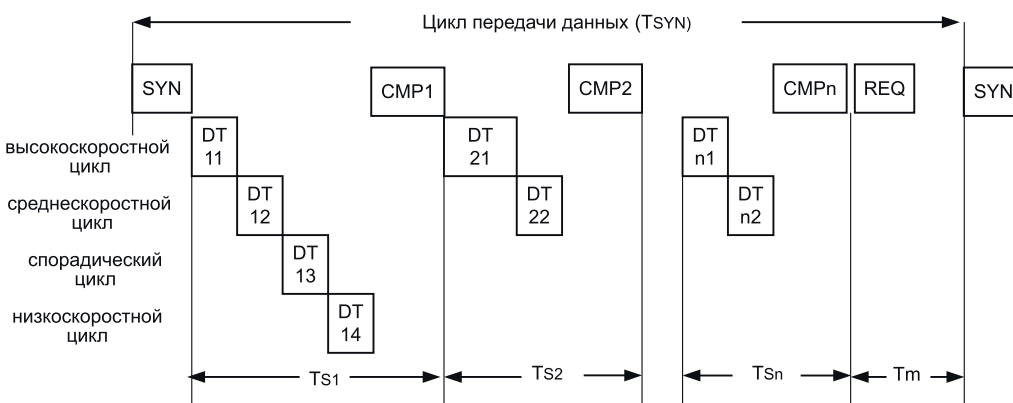 Цикл передачи данных (TSYN)
SYN
CMP1
CMP2
CMPn
REQ
SYN
высокоскоростной
цикл
DT
11
DT
21
DT
n1
среднескоростной
цикл
DT
12
DT
22
DT
n2
спорадический
цикл
DT
13
низкоскоростной
цикл
DT
14
TS1
TS2
TSn
Tm